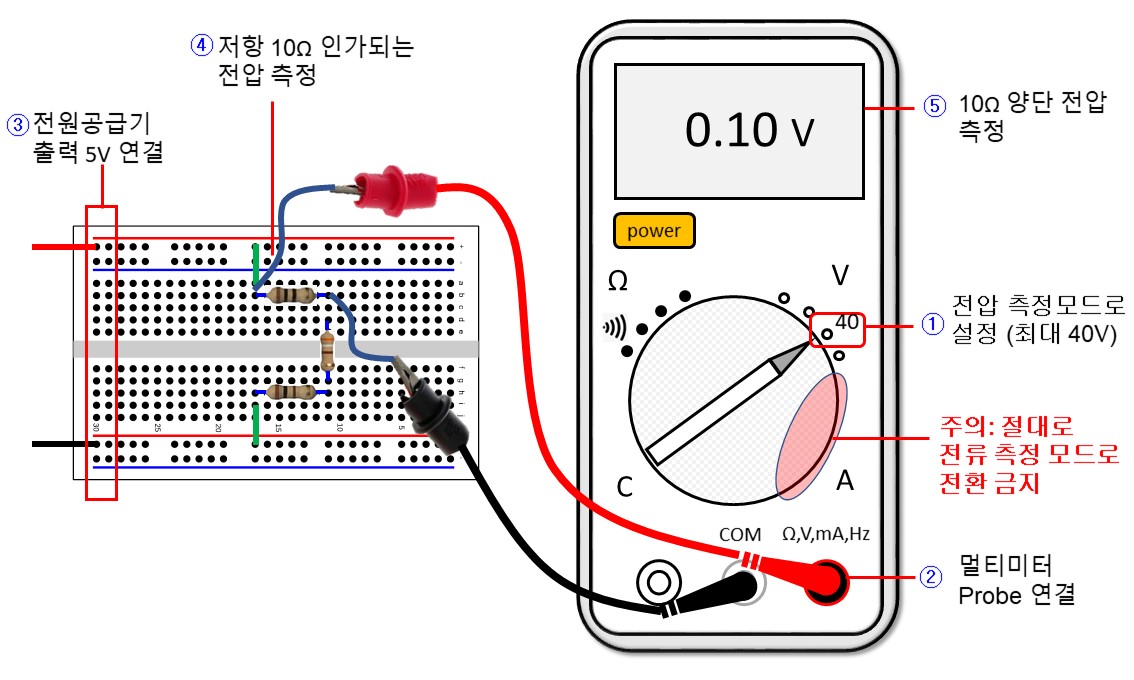 ④ 저항 10Ω 인가되는
전압 측정
③ 전원공급기
출력 5V 연결
0.10 V
⑤ 10Ω 양단 전압
측정
power
Ω
V
40
① 전압 측정모드로
설정 (최대 40V)
주의: 절대로
전류 측정 모드로
전환 금지
C
A
COM
Ω,V,mA,Hz
② 멀티미터
Probe 연결
+
-
a
b
c
d
e
f
g
h
i
j
30
25
20
15
10
5